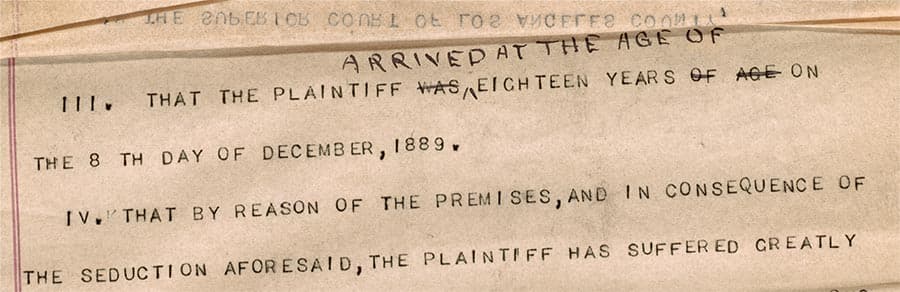 THE SUPERIOR COURT OF LOS ANGELES COUNTY
ARRIVED AT THE AGE OF
III. THAT THE PLAINTIFF WAS EIGHTEEN YEARS OF AGE ON
THE 8 TH DAY OF DECEMBER, 1889.
IV. THAT BY REASON OF THE PREMISES, AND IN CONSEQUENCE OF
THE SEDUCTION AFORESAID, THE PLAINTIFF HAS SUFFERED GREATLY